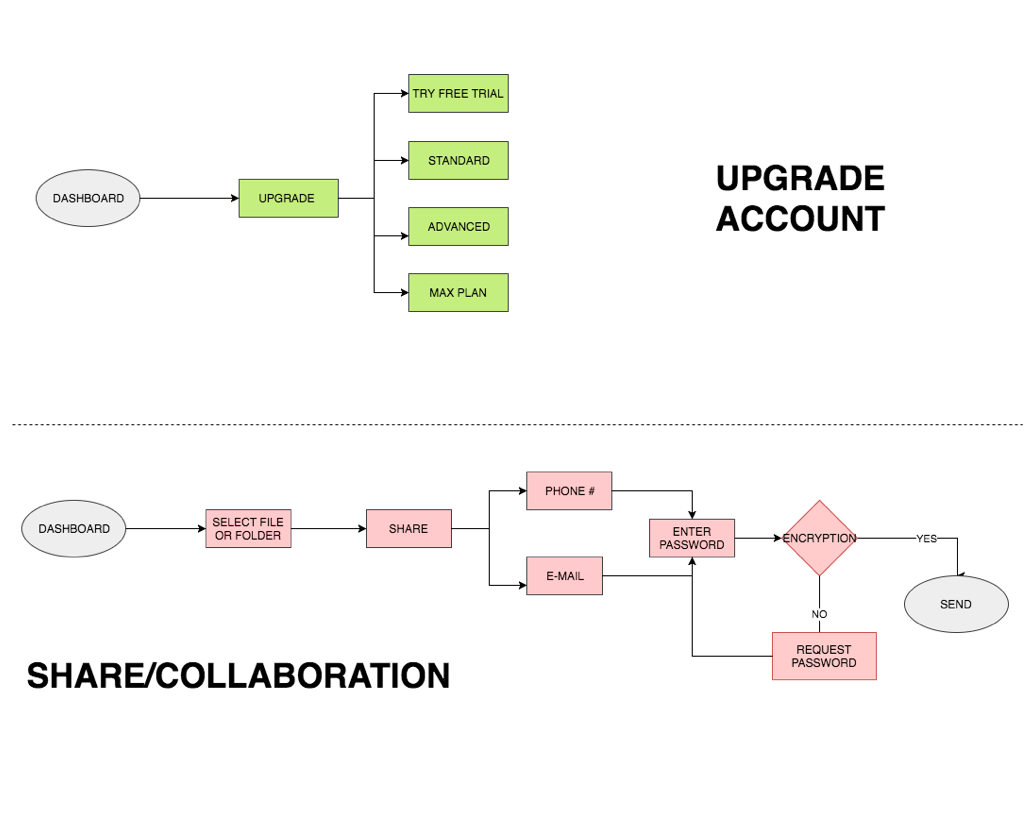 TRY FREE TRIAL
STANDARD
DASHBOARD
UPGRADE
ADVANCED
MAX PLAN
UPGRADE
ACCOUNT
DASHBOARD
SELECT FILE
OR FOLDER
SHARE
PHONE #
E-MAIL
ENTER
PASSWORD
ENCRYPTION
YES
SEND
NO
REQUEST
PASSWORD
SHARE/COLLABORATION